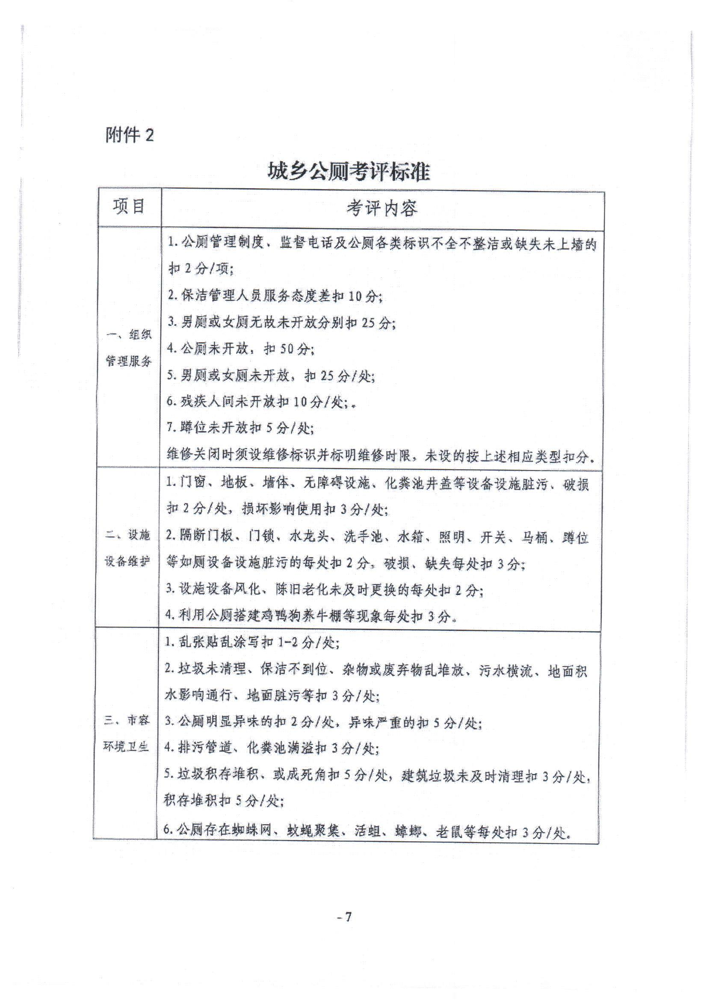 附件 2
城乡公厕考评标准
项目
考评内容
一、组织
管理服务
1. 公厕管理制度、监督电话及公厕各类标识不全不整洁或缺失未上墙的
扣 2 分/项;
2. 保洁管理人员服务态度差扣 10 分;
3. 男厕或女厕无故未开放分别扣 25 分;
4. 公厕未开放，扣 50 分;
5. 男厕或女厕未开放，扣 25 分/处;
6. 残疾人间未开放扣 10 分/处;。
7. 蹲位未开放扣 5 分/处;
维修关闭时须设维修标识并标明维修时限，未设的按上述相应类型扣分。
二、设施
设备维护
1. 门窗、地板、墙体、无障碍设施、化粪池井盖等设备设施脏污、破损
扣 2 分/处，损坏影响使用扣 3 分/处;
2. 隔断门板、门锁、水龙头、洗手池、水箱、照明、开关、马桶、蹲位
等如厕设备设施脏污的每处扣 2 分，破损、缺失每处扣 3 分;
3. 设施设备风化、陈旧老化未及时更换的每处扣 2 分;
4. 利用公厕搭建鸡鸭狗养牛棚等现象每处扣 3 分。
三、市容
环境卫生
1. 乱张贴乱涂写扣 1-2 分/处;
2. 垃圾未清理、保洁不到位、杂物或废弃物乱堆放、污水横流、地面积
水影响通行、地面脏污等扣 3 分/处;
3. 公厕明显异味的扣 2 分/处，异味严重的扣 5 分/处;
4. 排污管道、化粪池满溢扣 3 分/处;
5. 垃圾积存堆积、或成死角扣 5 分/处，建筑垃圾未及时清理扣 3 分/处，
积存堆积扣 5 分/处;
6. 公厕存在蜘蛛网、蚊蝇聚集、活蛆、蟑螂、老鼠等每处扣 3 分/处。
- 7